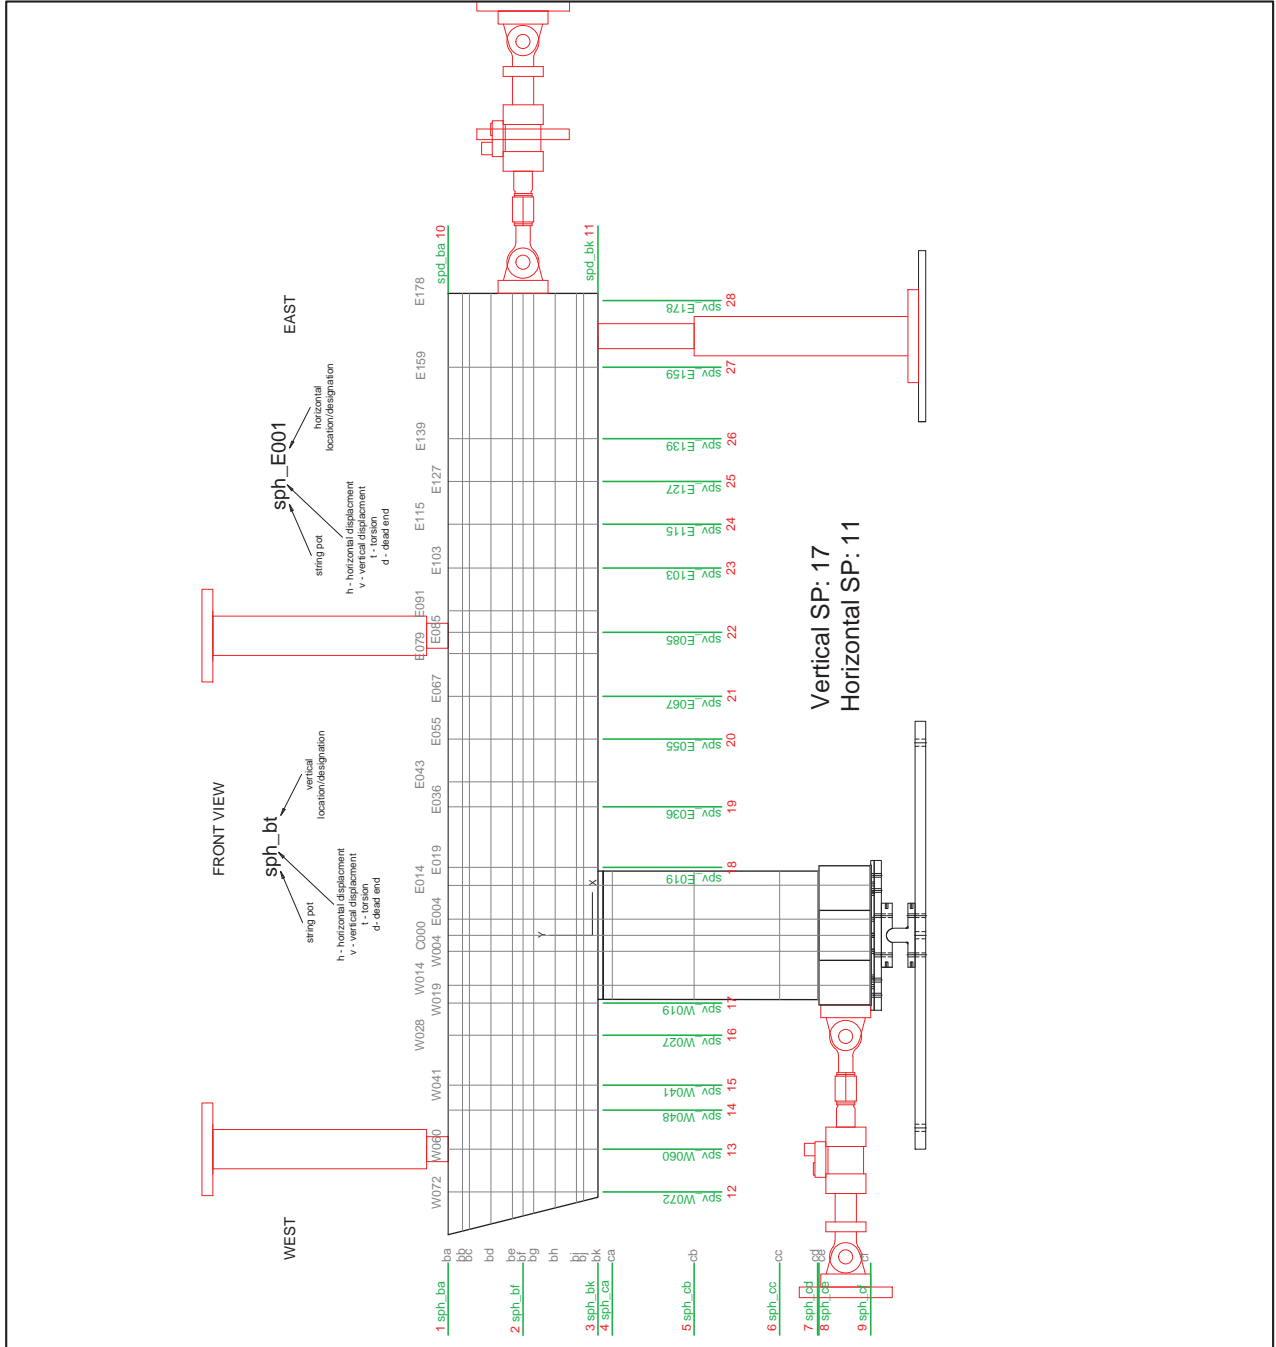 FRONT VIEW
WEST
EAST
sph_bt
string pot
h - horizontal displacment
v - vertical displacment
t - torsion
d- dead end
vertical
location/designation
sph_E001
string pot
h - horizontal displacment
v - vertical displacment
t - torsion
d - dead end
horizontal
location/designation
W072
W060
W041
W028
W019
W014
W004
C000
E004
E014
E019
E036
E043
E055
E067
E079
E085
E091
E103
E115
E127
E139
E159
E178
spd_ba 10
spd_bk 11
ba
bb
bc
bd
be
bf
bg
bh
bi
bj
bk
ca
cb
cc
cd
ce
cf
1 sph_ba
2 sph_bf
3 sph_bk
4 sph_ca
5 sph_cb
6 sph_cc
7 sph_cd
8 sph_ce
9 sph_cf
Y
X
spv_W072
12
spv_W060
13
spv_W048
14
spv_W041
15
spv_W027
16
spv_W019
17
spv_E019
18
spv_E036
19
spv_E055
20
spv_E067
21
spv_E085
22
spv_E103
23
spv_E115
24
spv_E127
25
spv_E139
26
spv_E159
27
spv_E178
28
Vertical SP: 17
Horizontal SP: 11